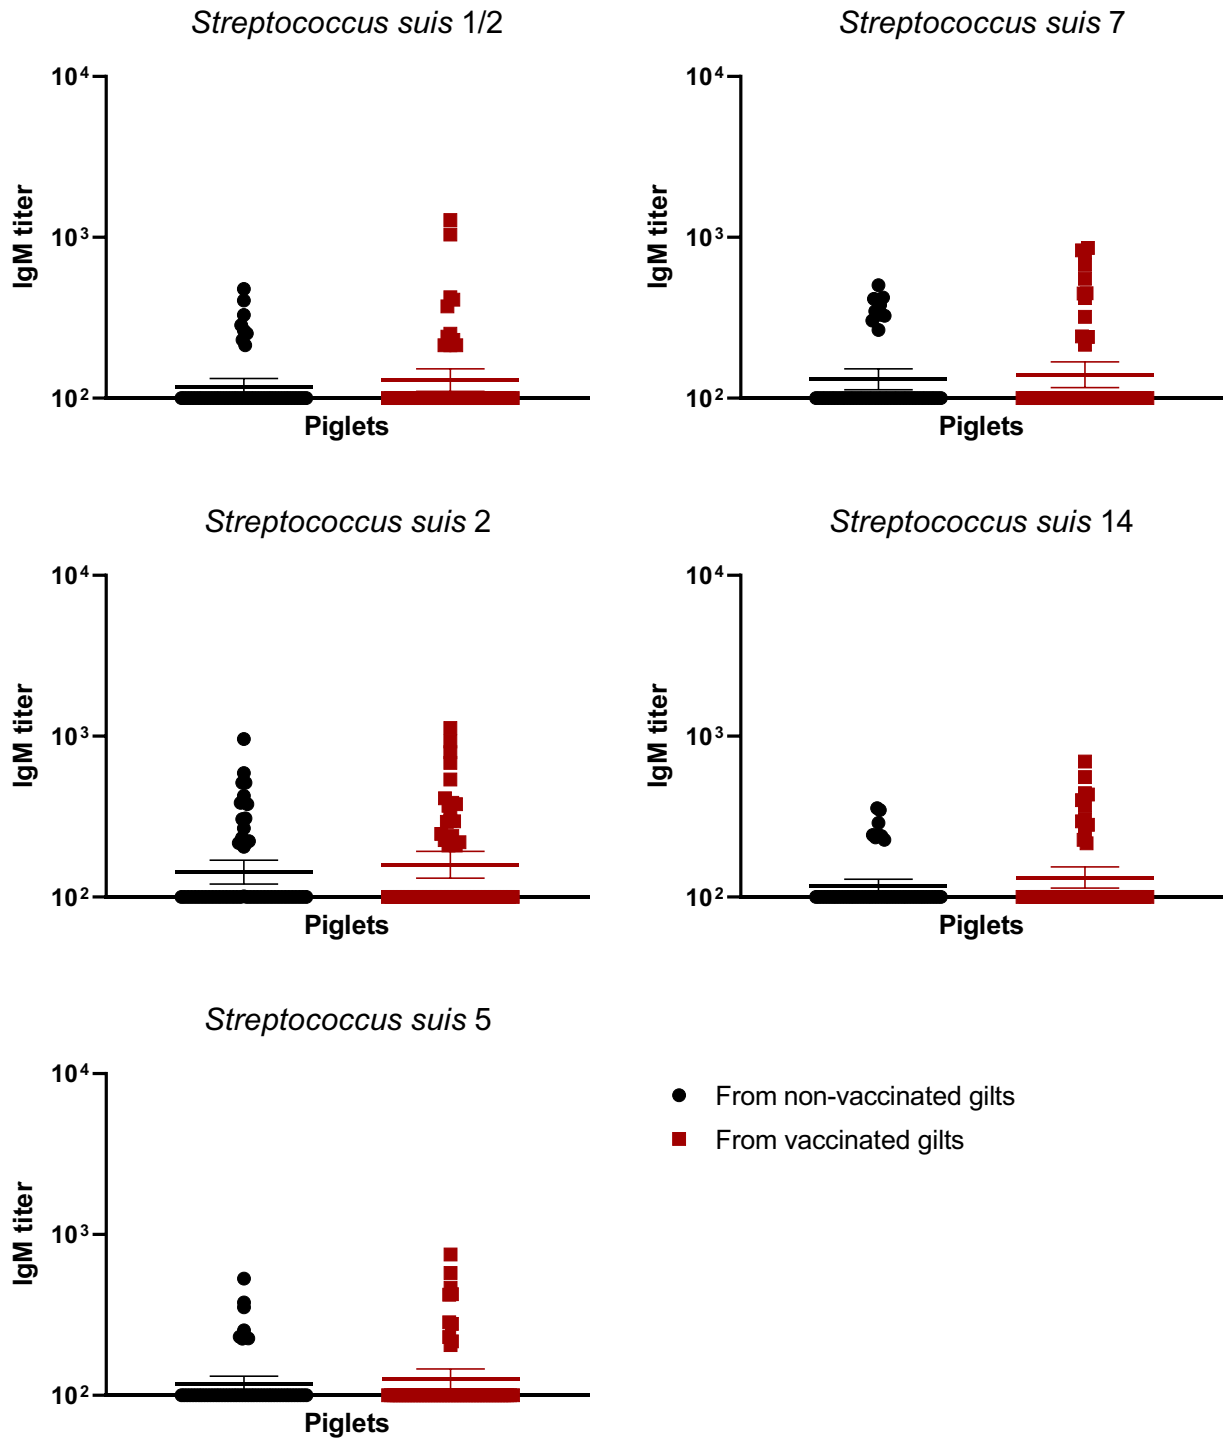 Streptococcus suis 1/2
10⁴
10³
10²
IgM titer
Piglets
Streptococcus suis 7
10⁴
10³
10²
IgM titer
Piglets
Streptococcus suis 2
10⁴
10³
10²
IgM titer
Piglets
Streptococcus suis 14
10⁴
10³
10²
IgM titer
Piglets
Streptococcus suis 5
10⁴
10³
10²
IgM titer
Piglets
From non-vaccinated gilts
From vaccinated gilts